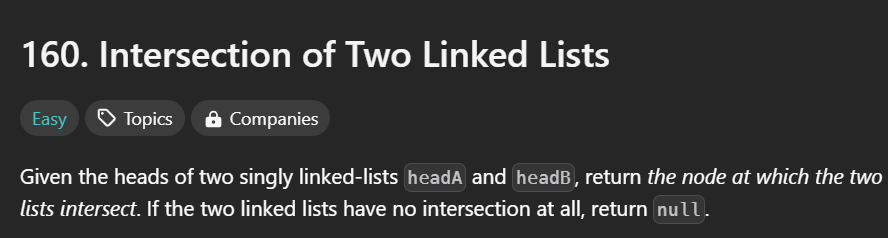 160. Intersection of Two Linked Lists
Easy Topics Companies
Given the heads of two singly linked-lists headA and headB, return the node at which the two
lists intersect. If the two linked lists have no intersection at all, return null.